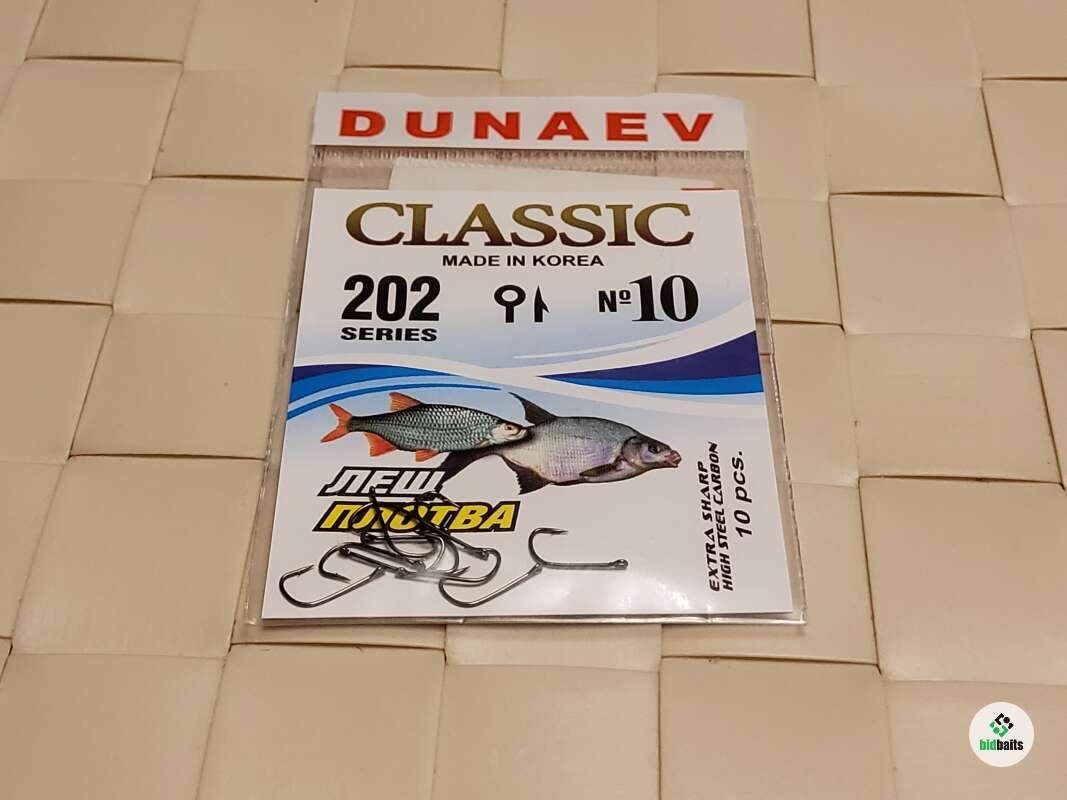 DUNAEV
CLASSIC
MADE IN KOREA
202
SERIES
№10
ЛЕЩ
ПЛОТВА
EXTRA SHARP
HIGH STEEL CARBON
10 pcs.
bidbaits